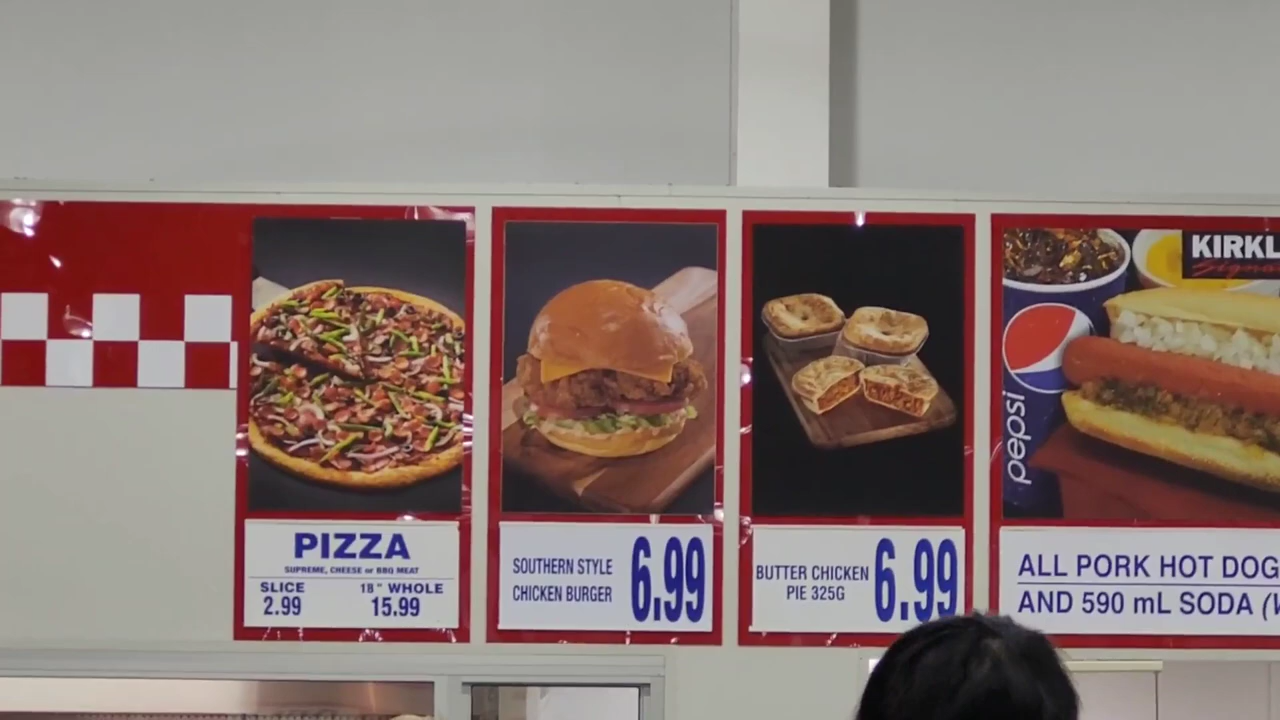 PIZZA
SUPREME, CHEESE or BBQ MEAT
SLICE
2.99
18" WHOLE
15.99
SOUTHERN STYLE
CHICKEN BURGER
6.99
BUTTER CHICKEN
PIE 325G
6.99
pepsi
KIRKL
Signa
ALL PORK HOT DOG
AND 590 mL SODA